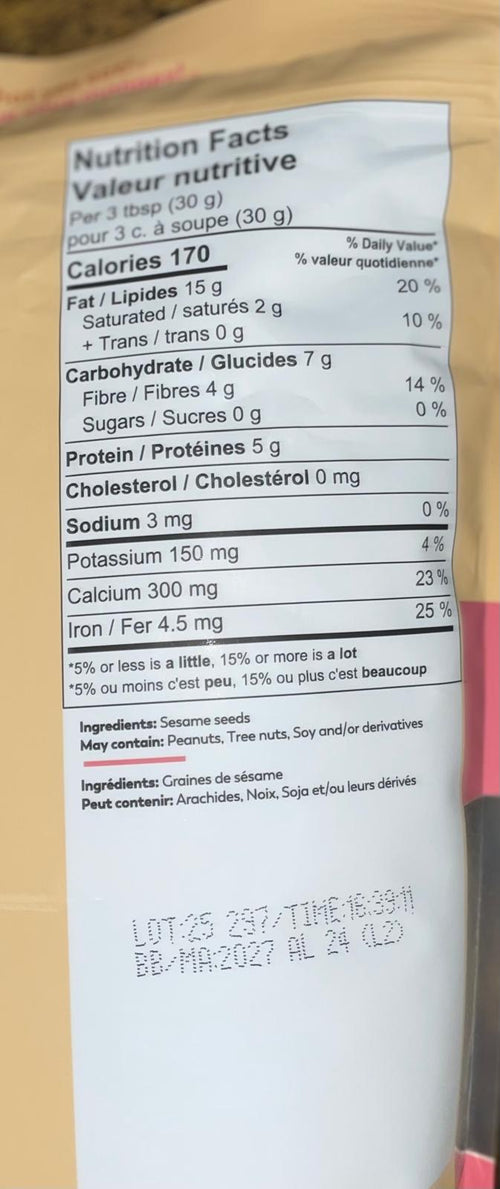 Nutrition Facts
Valeur nutritive
Per 3 tbsp (30 g)
pour 3 c. à soupe (30 g)
Calories 170
% Daily Value*
% valeur quotidienne*
Fat / Lipides 15 g 20 %
Saturated / saturés 2 g
+ Trans / trans 0 g 10 %
Carbohydrate / Glucides 7 g
Fibre / Fibres 4 g 14 %
Sugars / Sucres 0 g 0 %
Protein / Protéines 5 g
Cholesterol / Cholestérol 0 mg
Sodium 3 mg 0 %
Potassium 150 mg 4 %
Calcium 300 mg 23 %
Iron / Fer 4.5 mg 25 %
*5% or less is a little, 15% or more is a lot
*5% ou moins c'est peu, 15% ou plus c'est beaucoup
Ingredients: Sesame seeds
May contain: Peanuts, Tree nuts, Soy and/or derivatives
Ingrédients: Graines de sésame
Peut contenir: Arachides, Noix, Soja et/ou leurs dérivés
LOT:25 297/TIME:16:39:11
BB/MA:2027 AL 24 (L2)